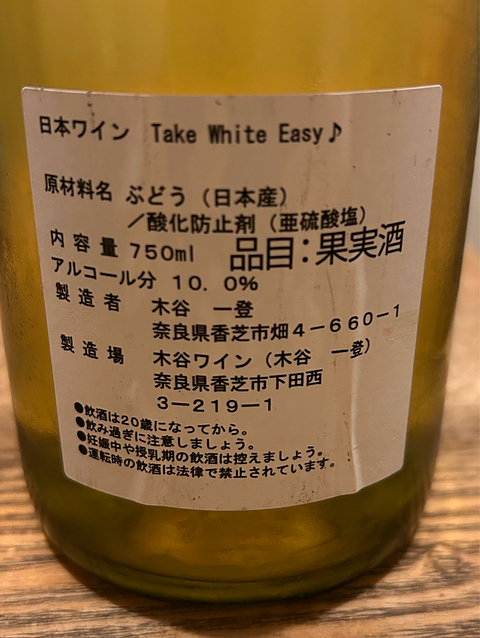 日本ワイン Take White Easy♪
原材料名 ぶどう（日本産）
／酸化防止剤（亜硫酸塩）
内容量 750ml 品目：果実酒
アルコール分 10.0%
製造者 木谷 一登
奈良県香芝市畑４－６６０－１
製造場 木谷ワイン（木谷 一登）
奈良県香芝市下田西
３－２１９－１
●飲酒は20歳になってから。
●飲み過ぎに注意しましょう。
●妊娠中や授乳期の飲酒は控えましょう。
●運転時の飲酒は法律で禁止されています。